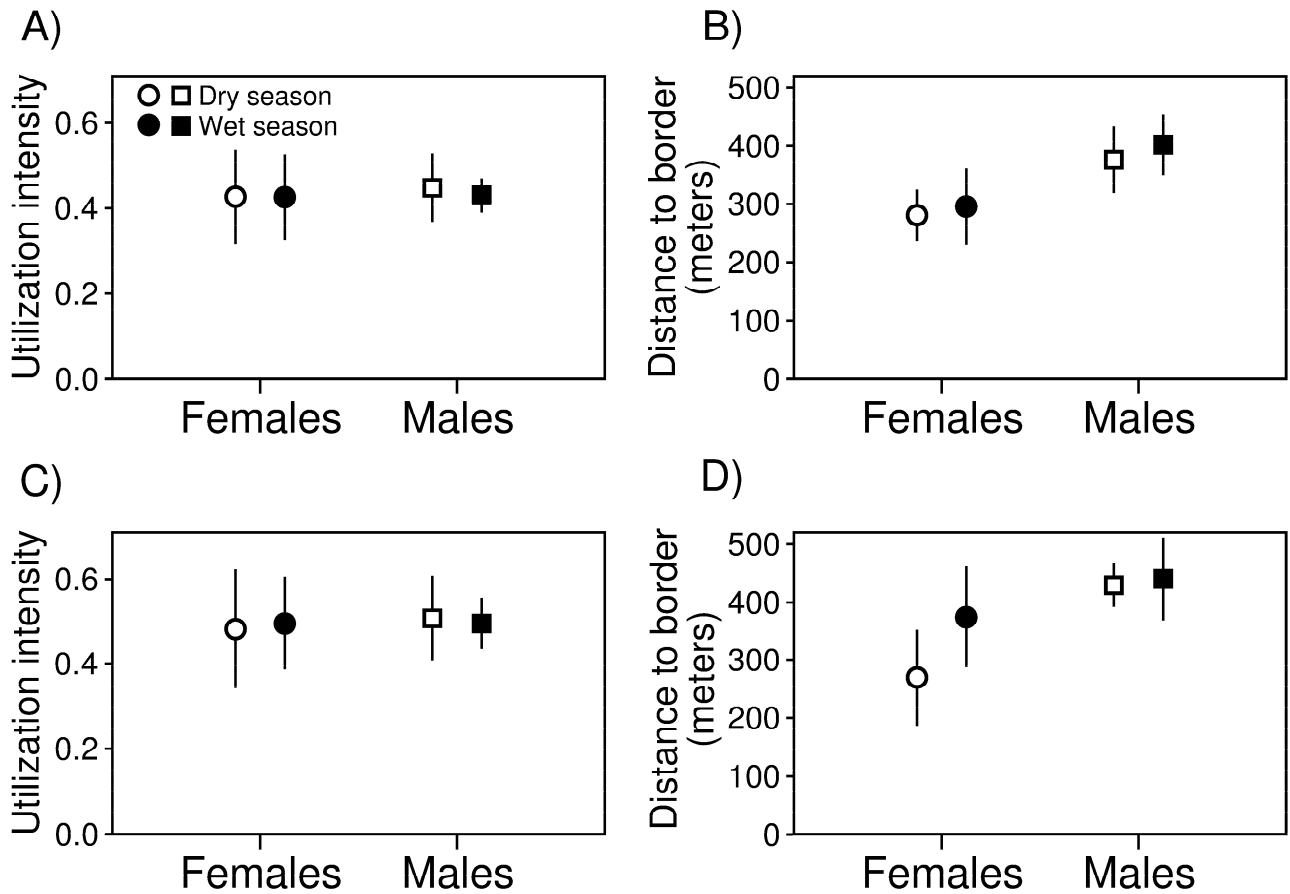 A)
Utilization intensity
0.6
0.4
0.2
0.0
Dry season
Wet season
Females Males
B)
Distance to border
(meters)
500
400
300
200
100
0
Females Males
C)
Utilization intensity
0.6
0.4
0.2
0.0
Females Males
D)
Distance to border
(meters)
500
400
300
200
100
0
Females Males